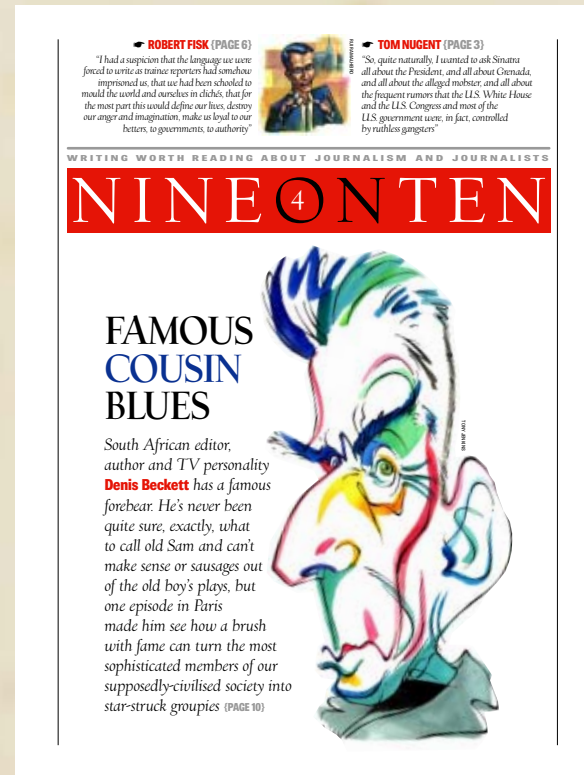 ☛ ROBERT FISK {PAGE 6}
“I had a suspicion that the language we were
forced to write as trainee reporters had somehow
imprisoned us, that we had been schooled to
mould the world and ourselves in clichés, that for
the most part this would define our lives, destroy
our anger and imagination, make us loyal to our
betters, to governments, to authority”
☛ TOM NUGENT {PAGE 3}
“So, quite naturally, I wanted to ask Sinatra
all about the President, and all about Grenada,
and all about the alleged mobster, and all about
the frequent rumors that the U.S. White House
and the U.S. Congress and most of the
U.S. government were, in fact, controlled
by ruthless gangsters”
WRITING WORTH READING ABOUT JOURNALISM AND JOURNALISTS
NINE ON TEN
4
FAMOUS
COUSIN
BLUES
South African editor,
author and TV personality
Denis Beckett has a famous
forebear. He’s never been
quite sure, exactly, what
to call old Sam and can’t
make sense or sausages out
of the old boy’s plays, but
one episode in Paris
made him see how a brush
with fame can turn the most
sophisticated members of our
supposedly-civilised society into
star-struck groupies {PAGE 10}
TONY JENKINS